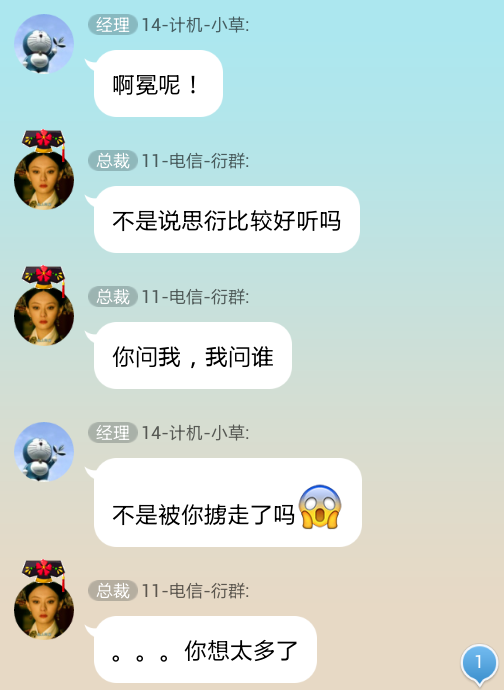 经理 14-计机-小草:
啊冕呢！
总裁 11-电信-衍群:
不是说思衍比较好听吗
总裁 11-电信-衍群:
你问我，我问谁
经理 14-计机-小草:
不是被你掳走了吗
总裁 11-电信-衍群:
。。。你想太多了
1